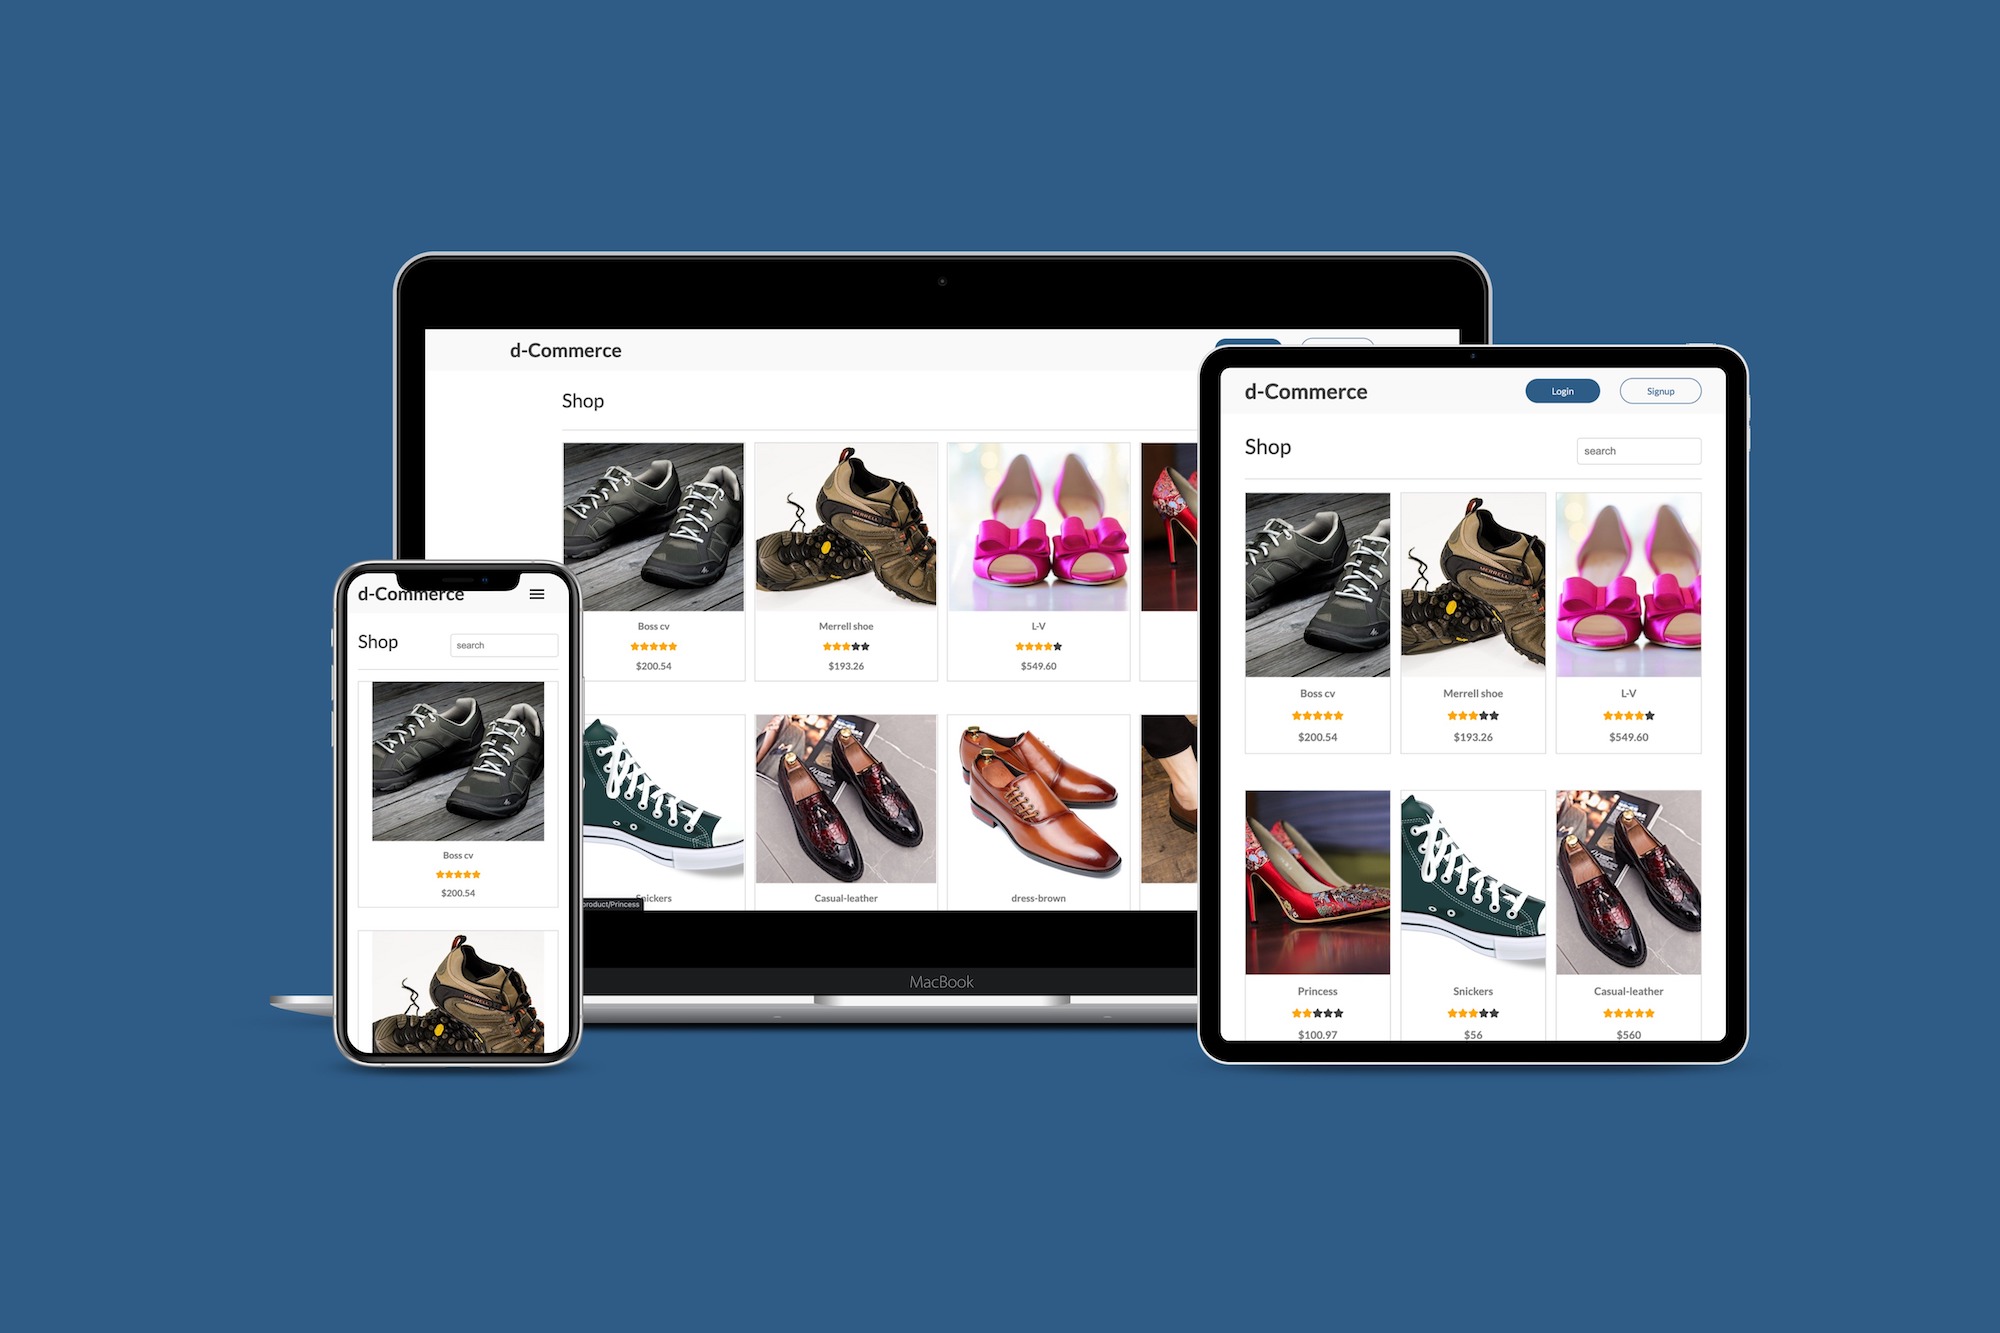 d-Commerce
Shop
Boss cv
$200.54
Merrell shoe
$193.26
L-V
$549.60
Snickers
Casual-leather
dress-brown
product/Princess
MacBook
d-Commerce
Shop
search
Boss cv
$200.54
MERRELL
d-Commerce
Login
Signup
Shop
search
Boss cv
$200.54
Merrell shoe
$193.26
L-V
$549.60
Princess
$100.97
Snickers
$56
Casual-leather
$560